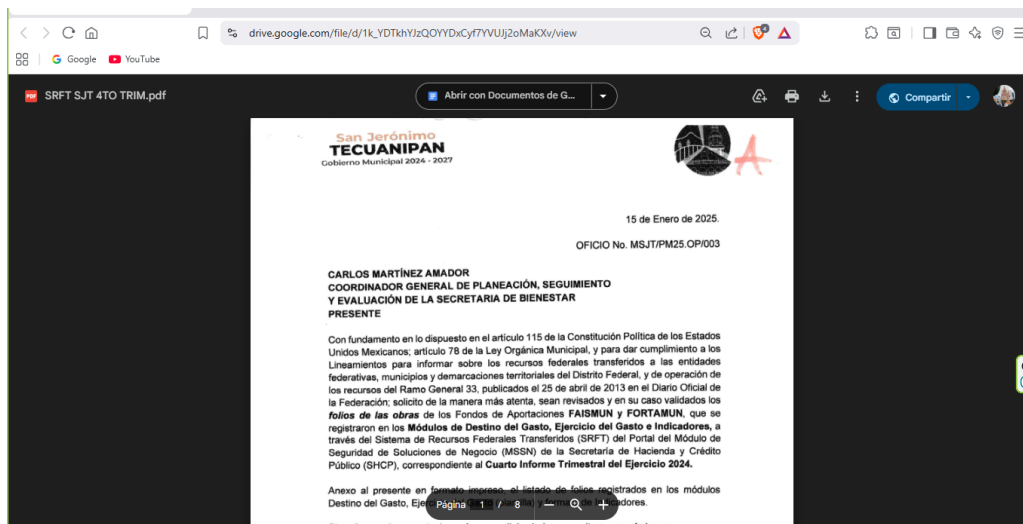 drive.google.com/file/d/1k_YDTkhYJzQOYYDxCyf7YVUJj2oMaKXv/view
Google YouTube
SRFT SJT 4TO TRIM.pdf
Abrir con Documentos de G...
Compartir
San Jerónimo
TECUANIPAN
Gobierno Municipal 2024 - 2027
A
15 de Enero de 2025.
OFICIO No. MSJT/PM25.OP/003
CARLOS MARTÍNEZ AMADOR
COORDINADOR GENERAL DE PLANEACIÓN, SEGUIMIENTO
Y EVALUACIÓN DE LA SECRETARIA DE BIENESTAR
PRESENTE
Con fundamento en lo dispuesto en el artículo 115 de la Constitución Política de los Estados
Unidos Mexicanos; artículo 78 de la Ley Orgánica Municipal, y para dar cumplimiento a los
Lineamientos para informar sobre los recursos federales transferidos a las entidades
federativas, municipios y demarcaciones territoriales del Distrito Federal, y de operación de
los recursos del Ramo General 33, publicados el 25 de abril de 2013 en el Diario Oficial de
la Federación; solicito de la manera más atenta, sean revisados y en su caso validados los
folios de las obras de los Fondos de Aportaciones FAISMUN y FORTAMUN, que se
registraron en los Módulos de Destino del Gasto, Ejercicio del Gasto e Indicadores, a
través del Sistema de Recursos Federales Transferidos (SRFT) del Portal del Módulo de
Seguridad de Soluciones de Negocio (MSSN) de la Secretaría de Hacienda y Crédito
Público (SHCP), correspondiente al Cuarto Informe Trimestral del Ejercicio 2024.
Anexo al presente en formato impreso, el listado de folios registrados en los módulos
Destino del Gasto,
Página 1 / 8